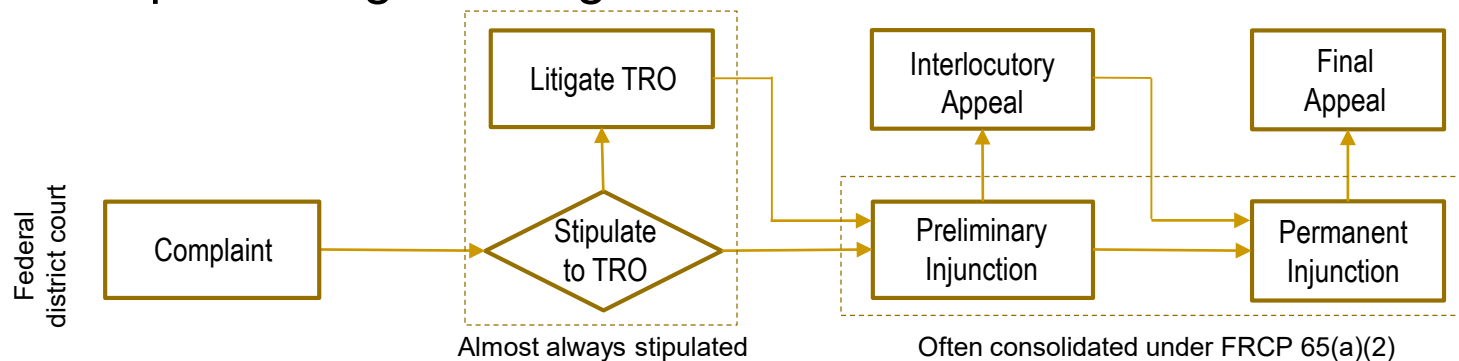 Litigate TRO
Interlocutory
Appeal
Final
Appeal
Federal
district court
Complaint
Stipulate
to TRO
Preliminary
Injunction
Permanent
Injunction
Almost always stipulated
Often consolidated under FRCP 65(a)(2)